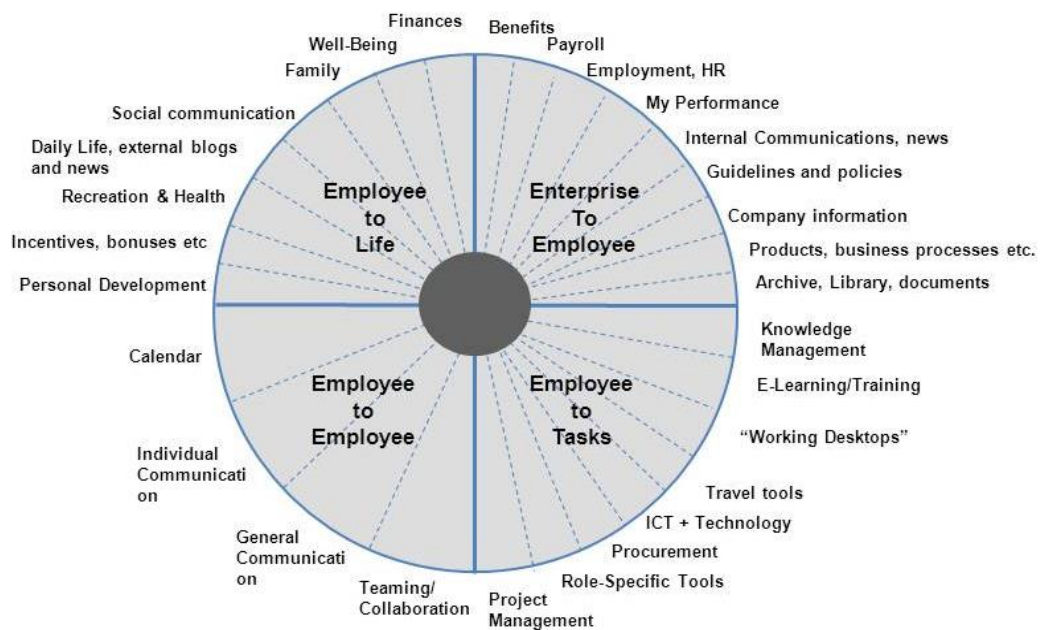 Finances
Benefits
Well-Being
Payroll
Family
Employment, HR
Social communication
My Performance
Daily Life, external blogs
and news
Internal Communications, news
Recreation & Health
Guidelines and policies
Incentives, bonuses etc
Company information
Personal Development
Products, business processes etc.
Archive, Library, documents
Employee
to
Life
Enterprise
To
Employee
Calendar
Knowledge
Management
E-Learning/Training
Employee
to
Employee
Employee
to
Tasks
“Working Desktops”
Individual
Communicati
on
Travel tools
ICT + Technology
General
Communicati
on
Procurement
Role-Specific Tools
Teaming/
Collaboration
Project
Management